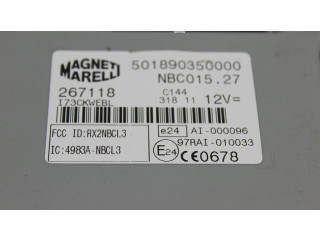 MAGNETI MARELLI
501890350000
NBC015.27
267118
I73CKWEBL
C144
318 11 12V=
FCC ID:RX2NBCL3
IC:4983A-NBCL3
e24 AI-000096
E24 97RAI-010033
CE0678